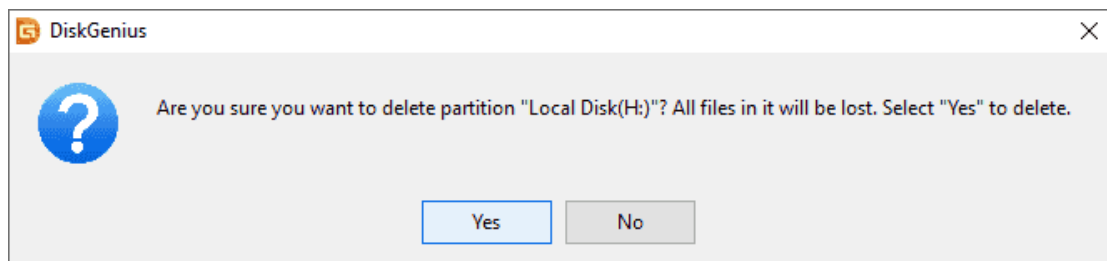 DiskGenius
Are you sure you want to delete partition "Local Disk(H:)"? All files in it will be lost. Select "Yes" to delete.
Yes
No